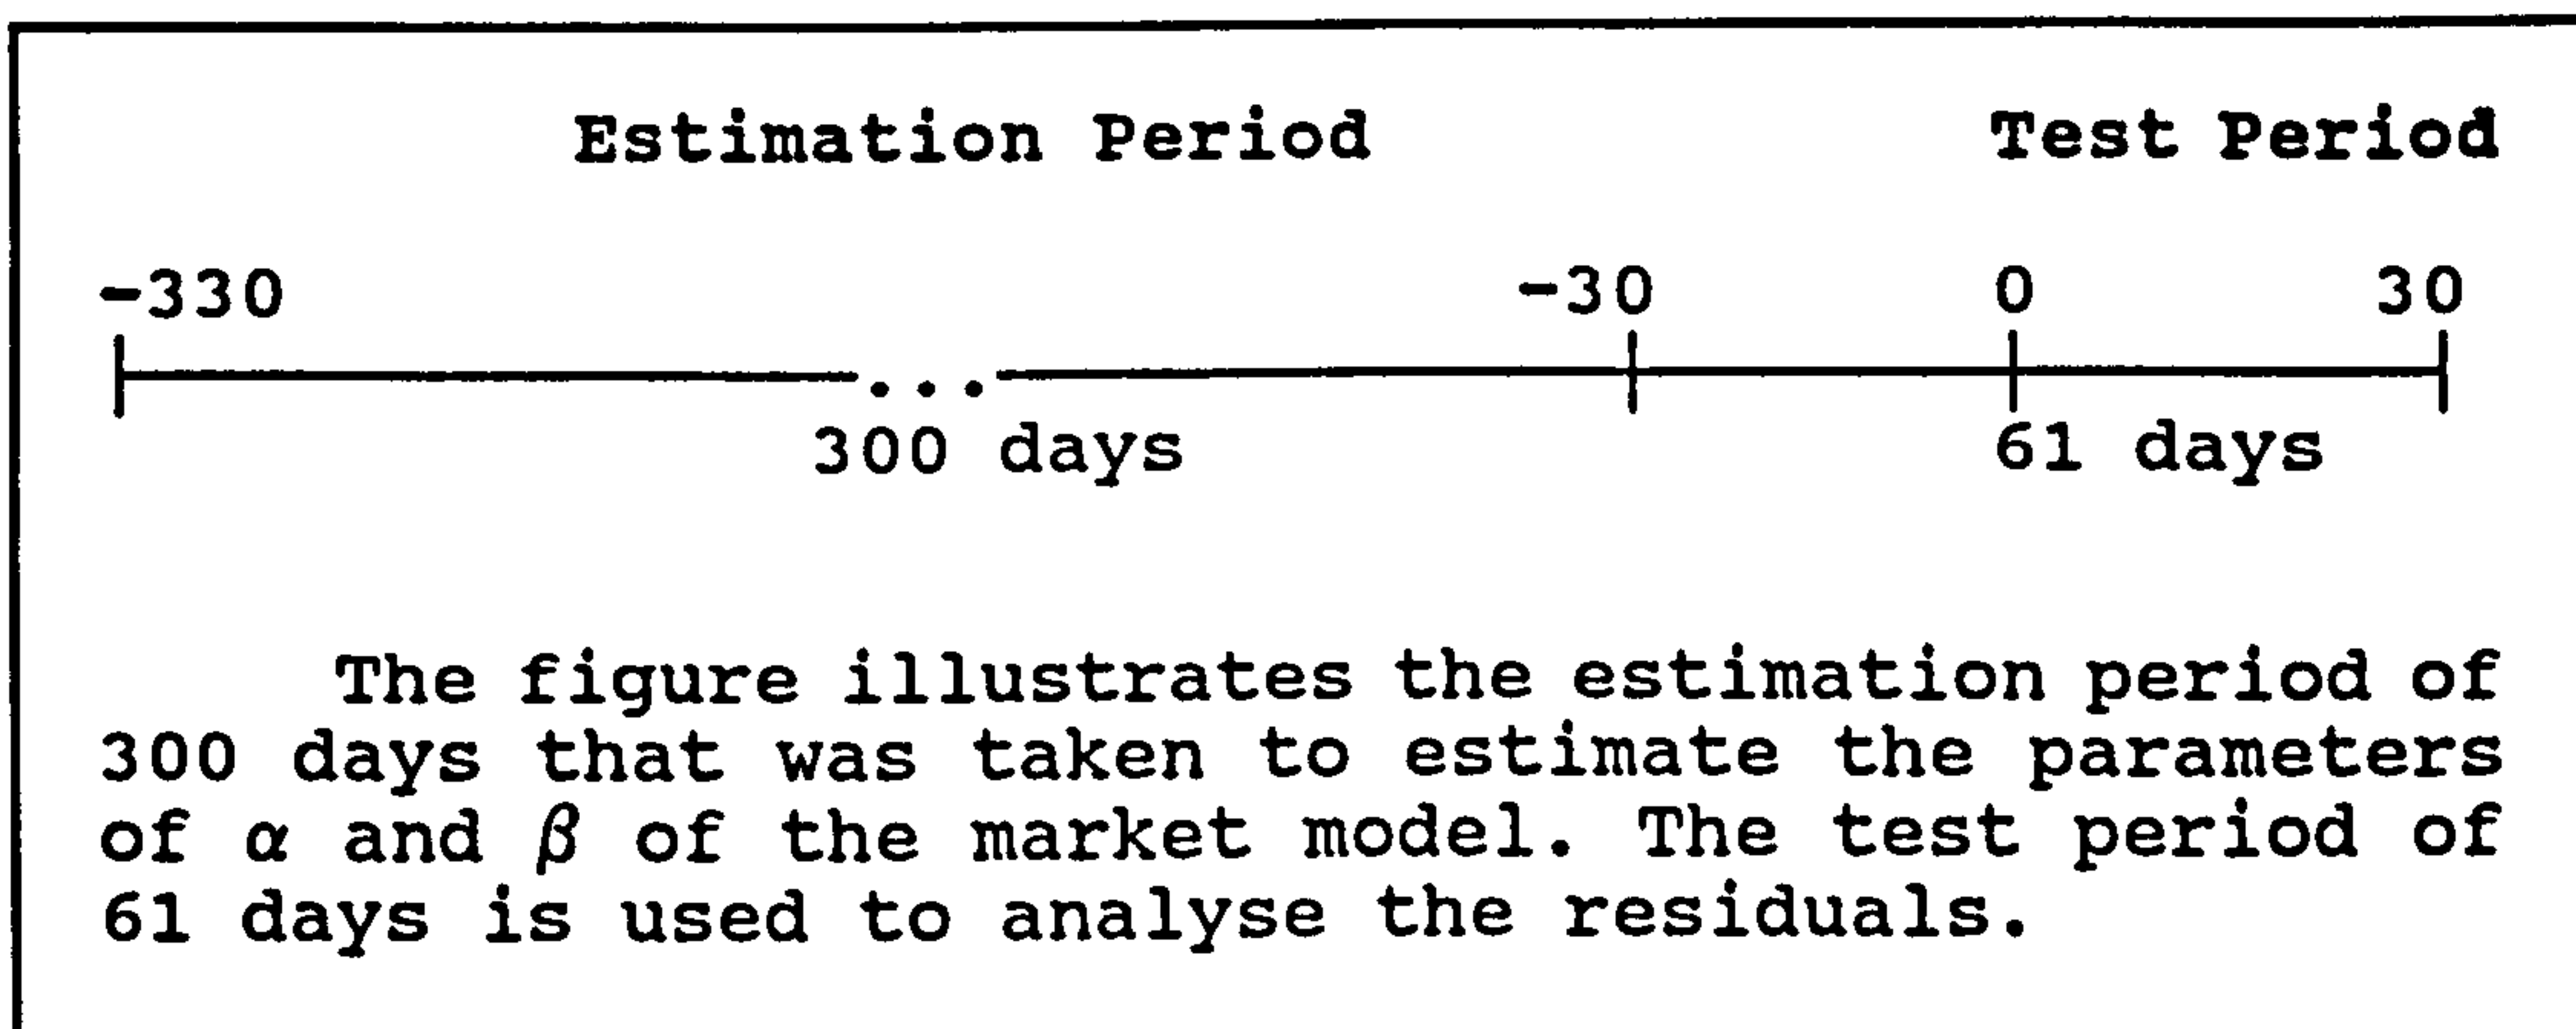 Estimation Period Test Period
-330 -30 0 30
...
300 days 61 days
The figure illustrates the estimation period of
300 days that was taken to estimate the parameters
of α and β of the market model. The test period of
61 days is used to analyse the residuals.